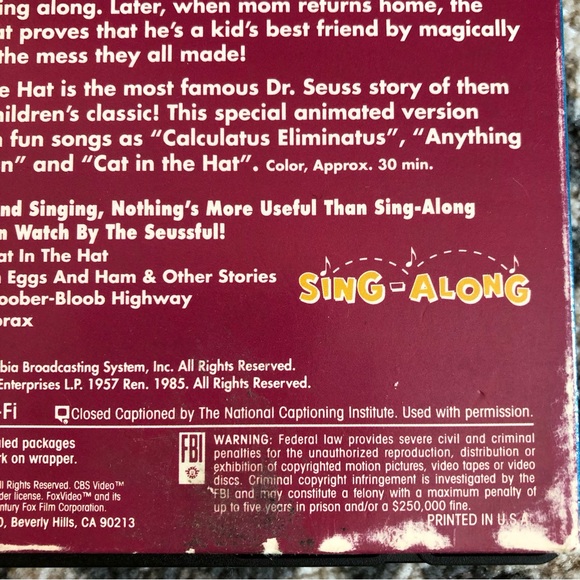 ing along. Later, when mom returns home, the
at proves that he's a kid's best friend by magically
the mess they all made!
e Hat is the most famous Dr. Seuss story of them
hildren's classic! This special animated version
n fun songs as "Calculatus Eliminatus", "Anything
n" and "Cat in the Hat". Color, Approx. 30 min.
nd Singing, Nothing's More Useful Than Sing-Along
n Watch By The Seussful!
at In The Hat
n Eggs And Ham & Other Stories
oober-Bloob Highway
orax
SING-ALONG
bia Broadcasting System, Inc. All Rights Reserved.
Enterprises L.P. 1957 Ren. 1985. All Rights Reserved.
-Fi Closed Captioned by The National Captioning Institute. Used with permission.
aled packages
rk on wrapper.
ll Rights Reserved. CBS Video™
der license. FoxVideo™ and its
ntury Fox Film Corporation.
0, Beverly Hills, CA 90213
FBI
WARNING: Federal law provides severe civil and criminal
penalties for the unauthorized reproduction, distribution or
exhibition of copyrighted motion pictures, video tapes or video
discs. Criminal copyright infringement is investigated by the
FBI and may constitute a felony with a maximum penalty of
up to five years in prison and/or a $250,000 fine.
PRINTED IN U.S.A.